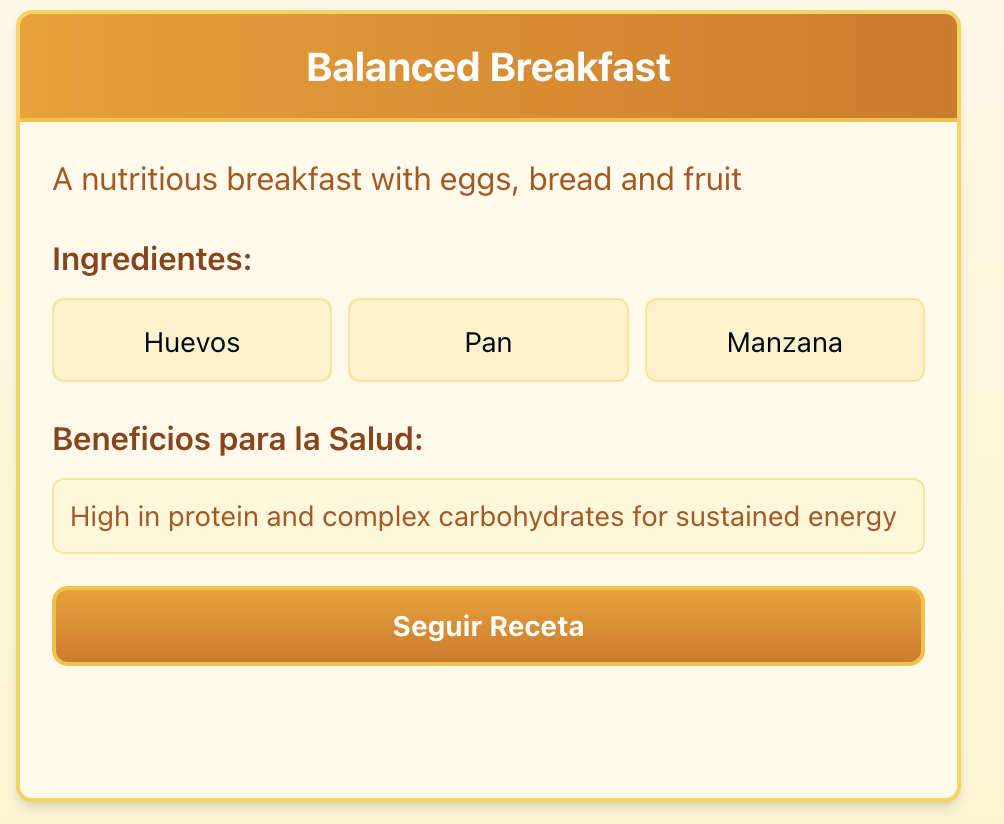 Balanced Breakfast
A nutritious breakfast with eggs, bread and fruit
Ingredientes:
Huevos
Pan
Manzana
Beneficios para la Salud:
High in protein and complex carbohydrates for sustained energy
Seguir Receta